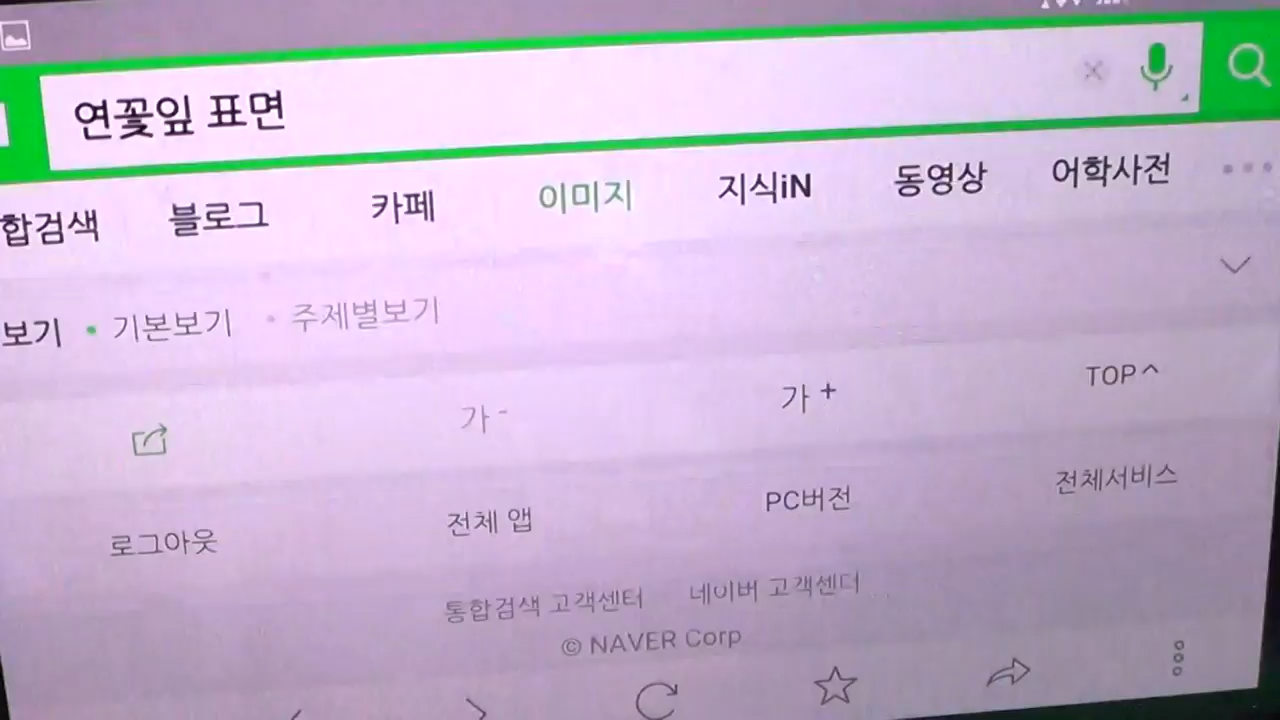 연꽃잎 표면
합검색 블로그 카페 이미지 지식iN 동영상 어학사전
보기 기본보기 주제별보기
가 - 가 + TOP ^
로그아웃 전체 앱 PC버전 전체서비스
통합검색 고객센터 네이버 고객센터
© NAVER Corp